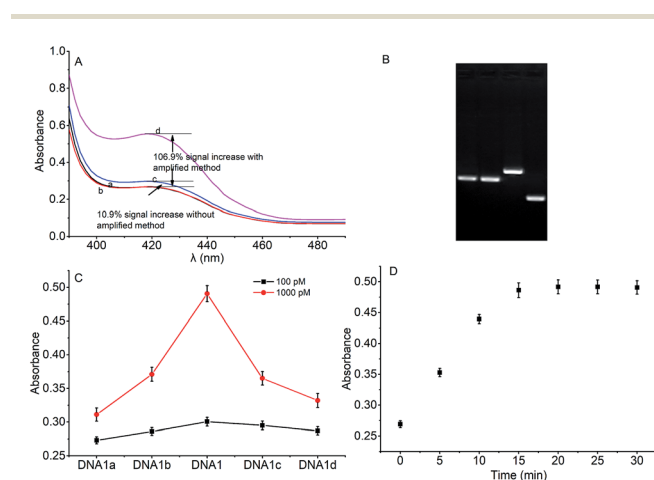 A
B
1.0
0.8
0.6
0.4
0.2
0.0
Absorbance
d
106.9% signal increase with
amplified method
c
a
b
10.9% signal increase without
amplified method
400 420 440 460 480
λ (nm)
C
100 pM
1000 pM
0.50
0.45
0.40
0.35
0.30
0.25
Absorbance
DNA1a DNA1b DNA1 DNA1c DNA1d
D
0.50
0.45
0.40
0.35
0.30
0.25
Absorbance
0 5 10 15 20 25 30
Time (min)